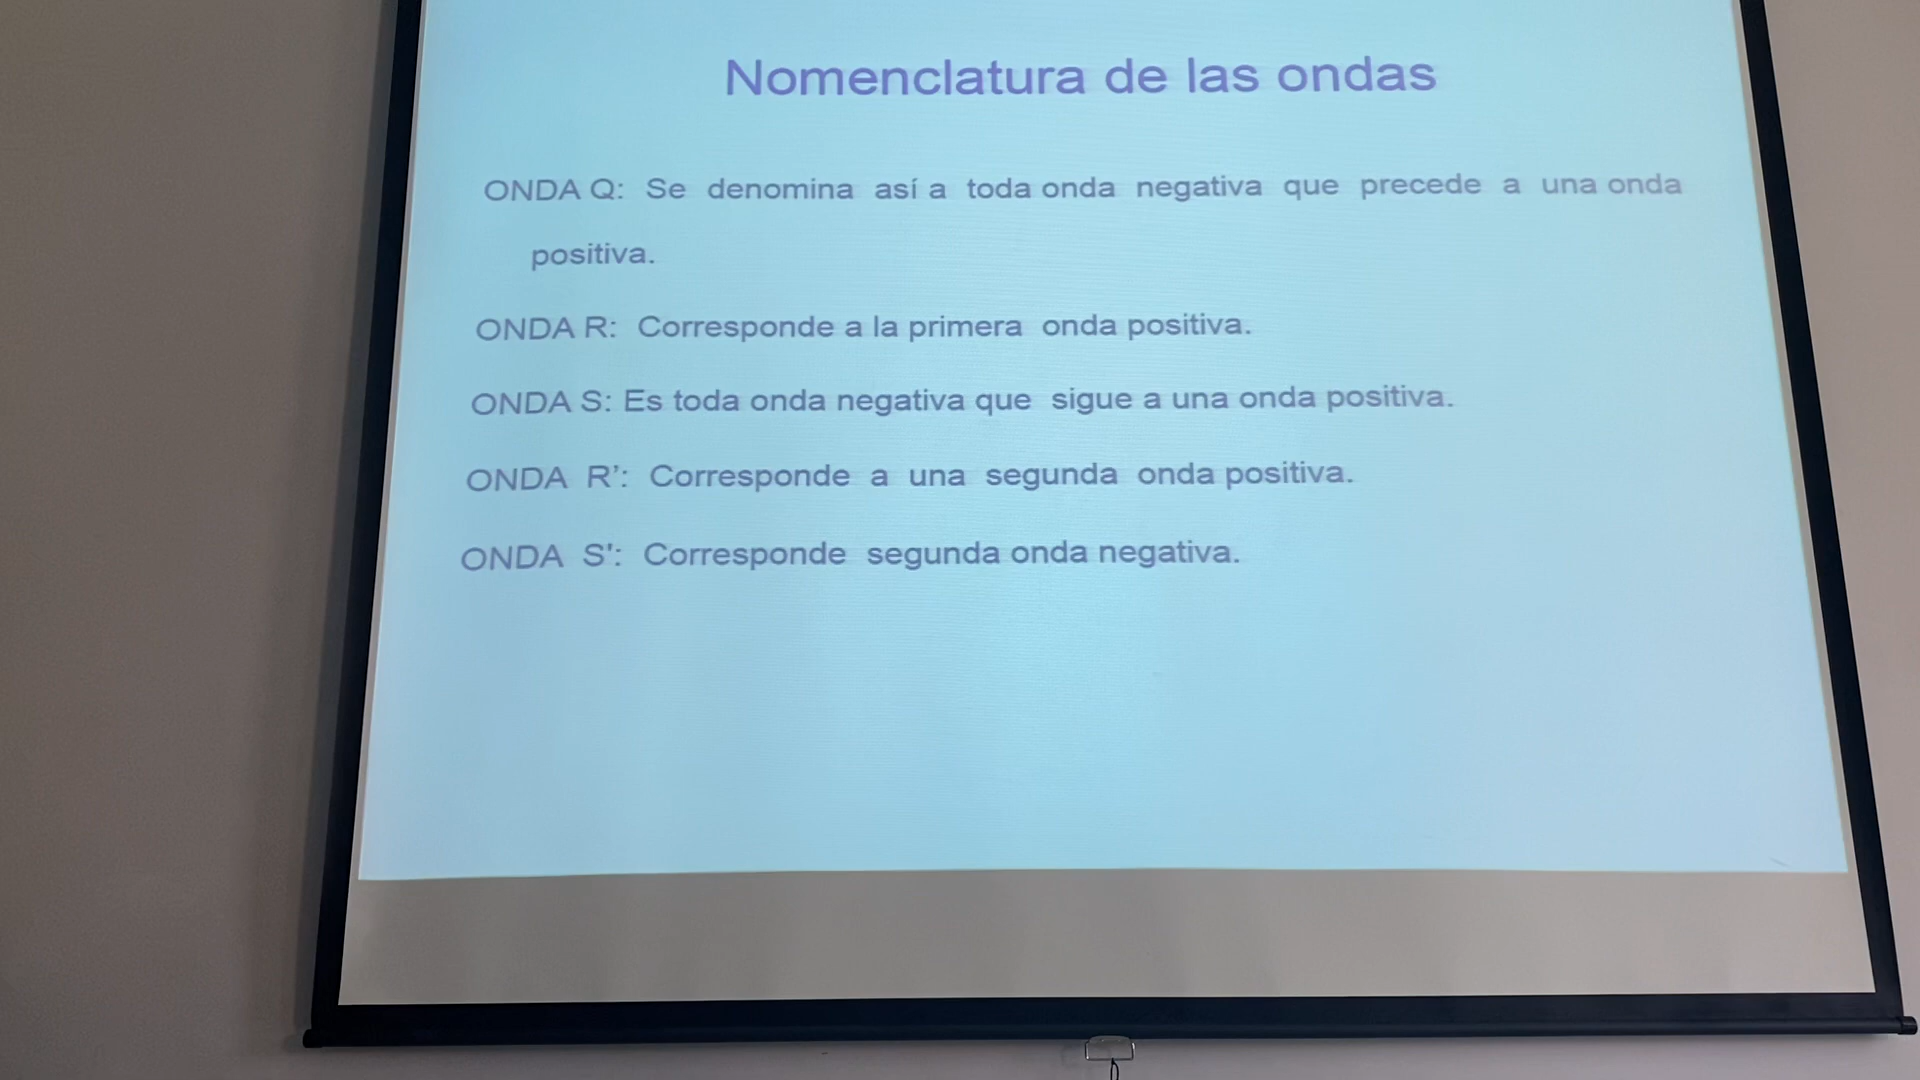 Nomenclatura de las ondas
ONDA Q: Se denomina así a toda onda negativa que precede a una onda
positiva.
ONDA R: Corresponde a la primera onda positiva.
ONDA S: Es toda onda negativa que sigue a una onda positiva.
ONDA R’: Corresponde a una segunda onda positiva.
ONDA S': Corresponde segunda onda negativa.